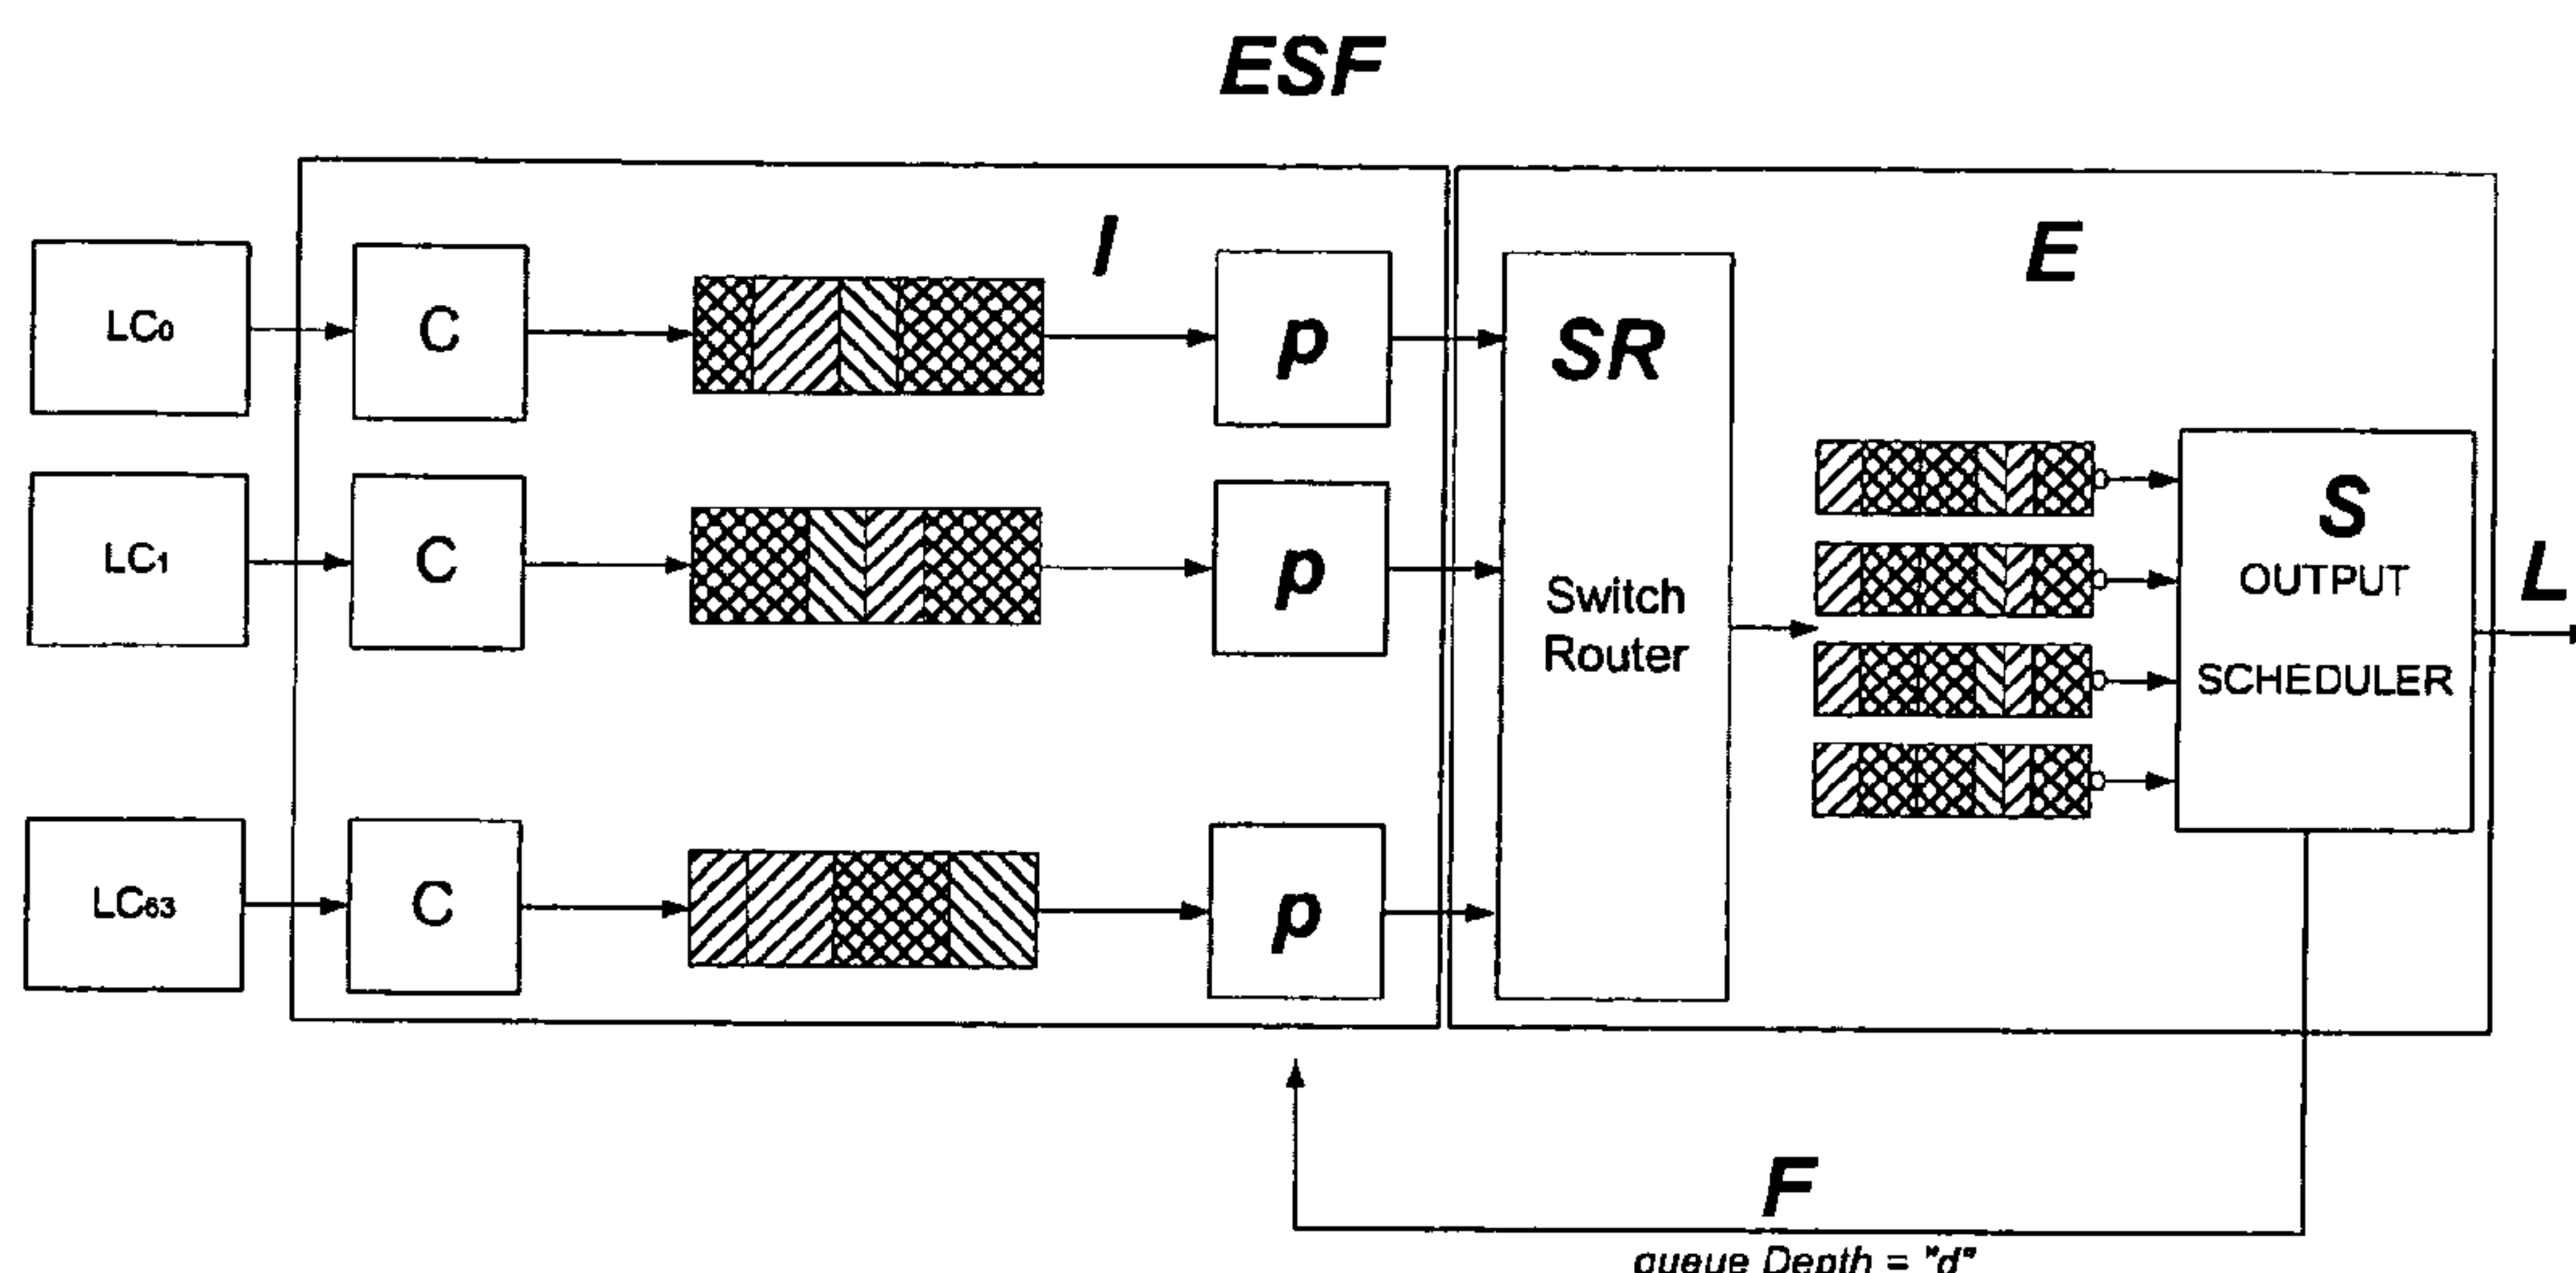 ESF
I
E
LC0
C
p
SR
Switch
Router
S
OUTPUT
SCHEDULER
L
LC1
C
p
LC63
C
p
F
queue Depth = "d"